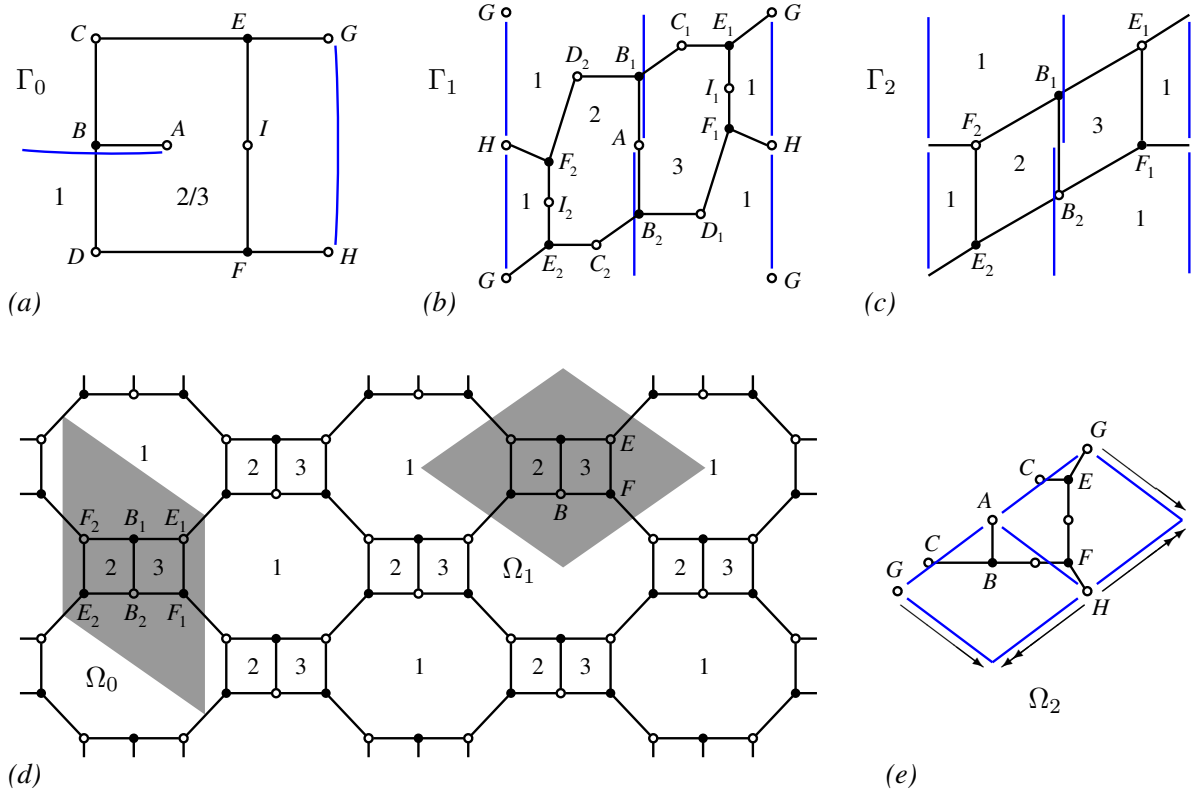 C E G
Γ₀
B A I
1 2/3
D F H
(a)
G C₁ E₁ G
D₂ B₁
Γ₁ 1 2 I₁ 1
H A F₁ H
F₂ 3
1 I₂ 1
B₂ D₁
G E₂ C₂ G
(b)
E₁
Γ₂ 1 B₁ 1
F₂ 3
2 F₁
1 B₂ 1
E₂
(c)
1 2 3 1 2 3 E 1
F
B
F₂ B₁ E₁
2 3 1 2 3 Ω₁ 2 3
E₂ B₂ F₁
Ω₀ 2 3 1 2 3 1
(d)
G
C E
A
C F
G B H
Ω₂
(e)